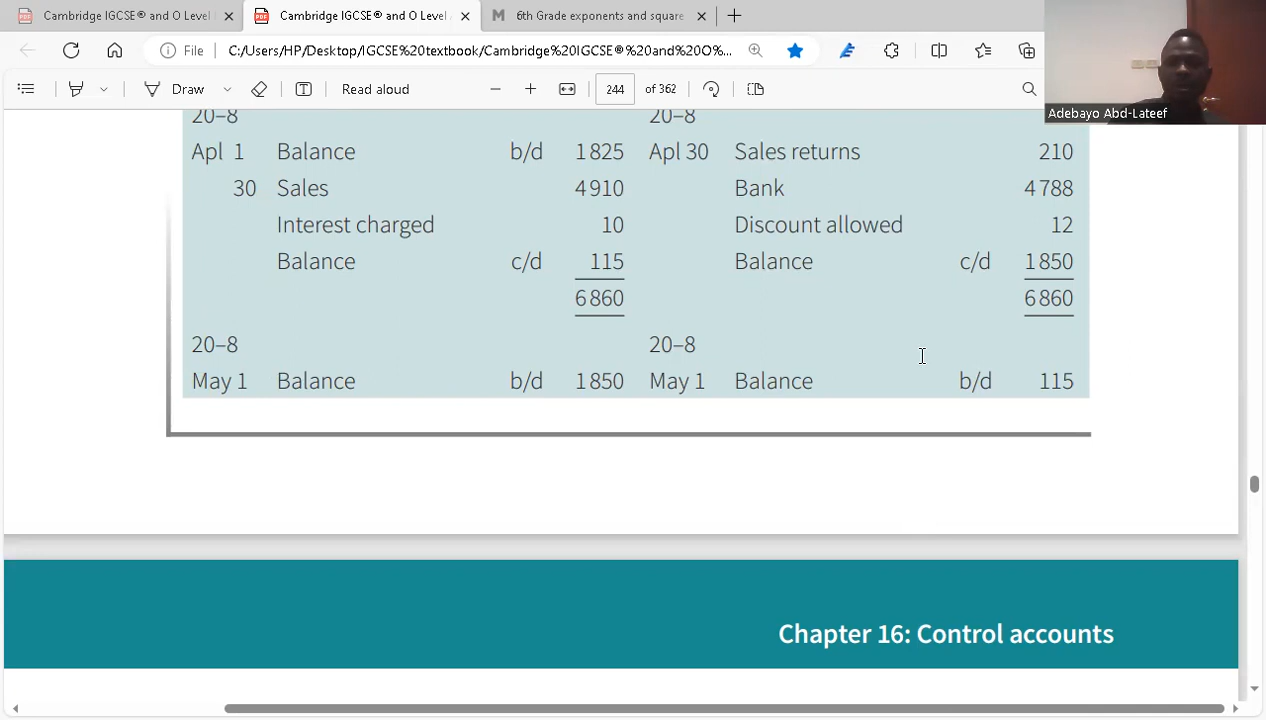 Cambridge IGCSE® and O Level
Cambridge IGCSE® and O Level
6th Grade exponents and square
File C:/Users/HP/Desktop/IGCSE%20textbook/Cambridge%20IGCSE®%20and%20O%...
Draw Read aloud 244 of 362
Adebayo Abd-Lateef
20–8 20–8
Apl 1 Balance b/d 1 825 Apl 30 Sales returns 210
30 Sales 4 910 Bank 4 788
Interest charged 10 Discount allowed 12
Balance c/d 115 Balance c/d 1 850
6 860 6 860
20–8 20–8
May 1 Balance b/d 1 850 May 1 Balance b/d 115
Chapter 16: Control accounts